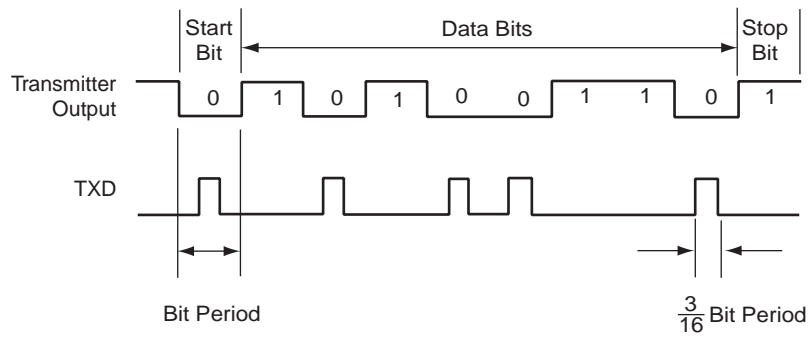 Start
Bit
Data Bits
Stop
Bit
Transmitter
Output
0 1 0 1 0 0 1 1 0 1
TXD
Bit Period
3
16 Bit Period